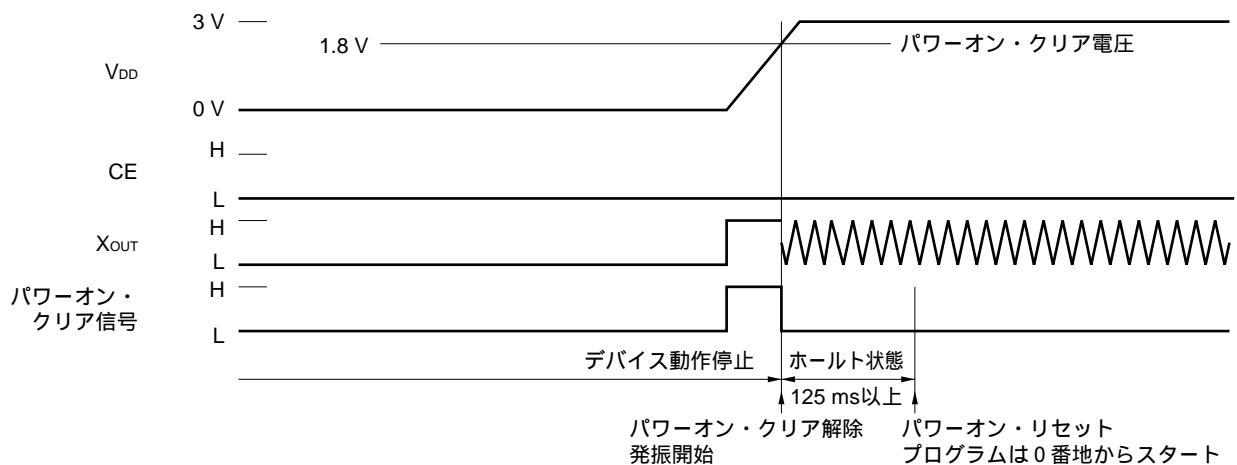 3 V
1.8 V
パワーオン・クリア電圧
VDD
0 V
H
CE
L
H
XOUT
L
H
パワーオン・
クリア信号
L
デバイス動作停止
ホールト状態
125 ms以上
パワーオン・クリア解除
発振開始
パワーオン・リセット
プログラムは0番地からスタート